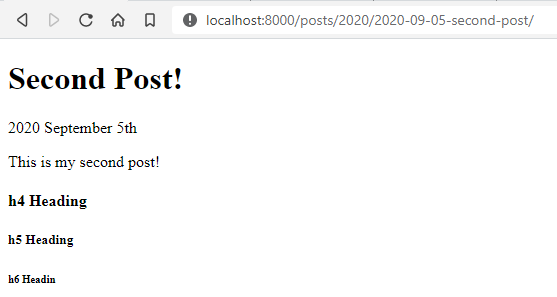 localhost:8000/posts/2020/2020-09-05-second-post/
Second Post!
2020 September 5th
This is my second post!
h4 Heading
h5 Heading
h6 Headin